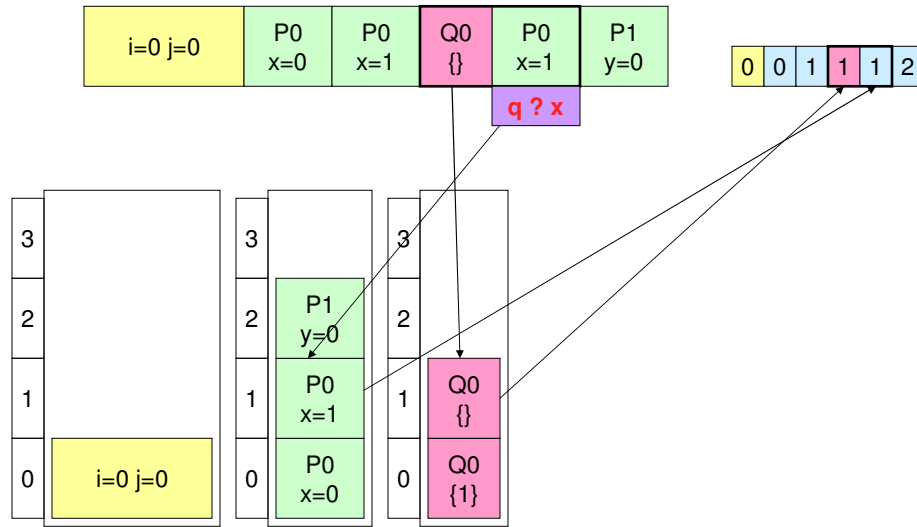 i=0 j=0
P0
x=0
P0
x=1
Q0
{}
P0
x=1
P1
y=0
0 0 1 1 1 2
q ? x
3
2
1
0
i=0 j=0
3
2
1
0
P1
y=0
P0
x=1
P0
x=0
3
2
1
0
Q0
{}
Q0
{1}